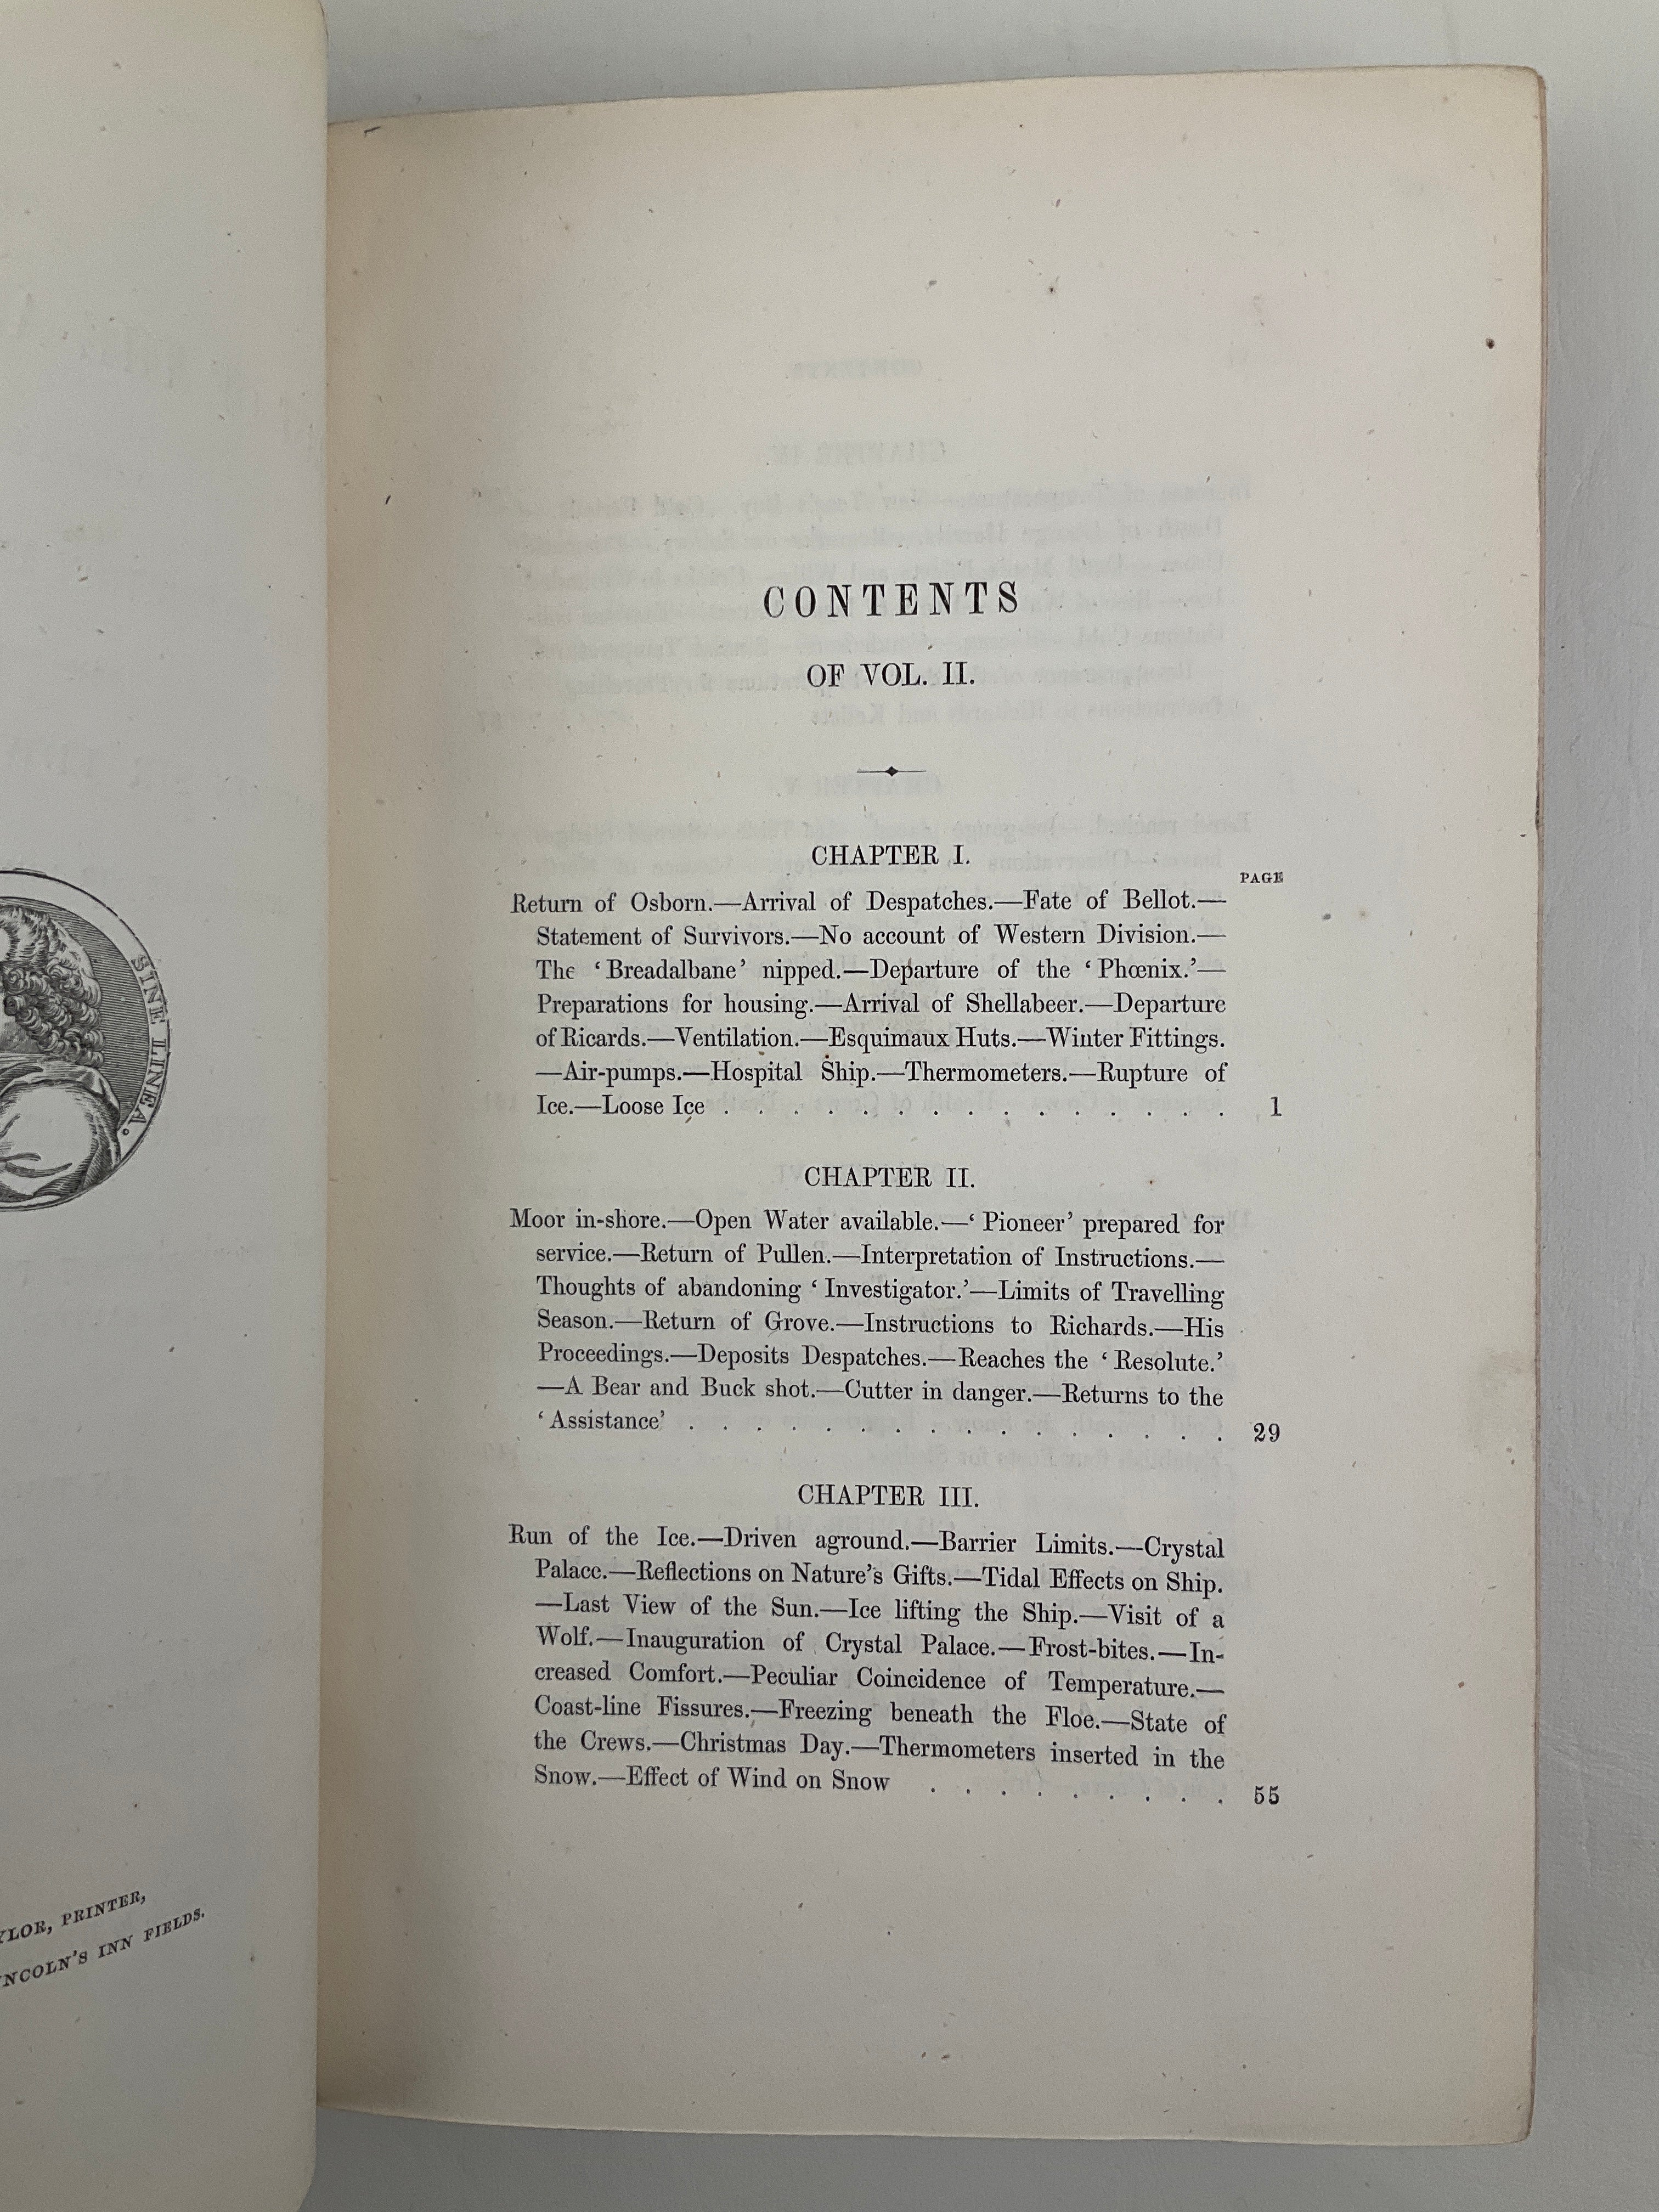 SINE LINEA.
YLOR, PRINTER,
NCOLN'S INN FIELDS.
CONTENTS
OF VOL. II.
CHAPTER I.
PAGE
Return of Osborn.—Arrival of Despatches.—Fate of Bellot.—
Statement of Survivors.—No account of Western Division.—
The ‘Breadalbane’ nipped.—Departure of the ‘Phœnix.’—
Preparations for housing.—Arrival of Shellabeer.—Departure
of Ricards.—Ventilation.—Esquimaux Huts.—Winter Fittings.
—Air-pumps.—Hospital Ship.—Thermometers.—Rupture of
Ice.—Loose Ice . . . . . . . . . . . . . . . 1
CHAPTER II.
Moor in-shore.—Open Water available.—‘Pioneer’ prepared for
service.—Return of Pullen.—Interpretation of Instructions.—
Thoughts of abandoning ‘Investigator.’—Limits of Travelling
Season.—Return of Grove.—Instructions to Richards.—His
Proceedings.—Deposits Despatches.—Reaches the ‘Resolute.’
—A Bear and Buck shot.—Cutter in danger.—Returns to the
‘Assistance’ . . . . . . . . . . . . . . . . 29
CHAPTER III.
Run of the Ice.—Driven aground.—Barrier Limits.—Crystal
Palace.—Reflections on Nature's Gifts.—Tidal Effects on Ship.
—Last View of the Sun.—Ice lifting the Ship.—Visit of a
Wolf.—Inauguration of Crystal Palace.—Frost-bites.—In-
creased Comfort.—Peculiar Coincidence of Temperature.—
Coast-line Fissures.—Freezing beneath the Floe.—State of
the Crews.—Christmas Day.—Thermometers inserted in the
Snow.—Effect of Wind on Snow . . . . . . . . . 55